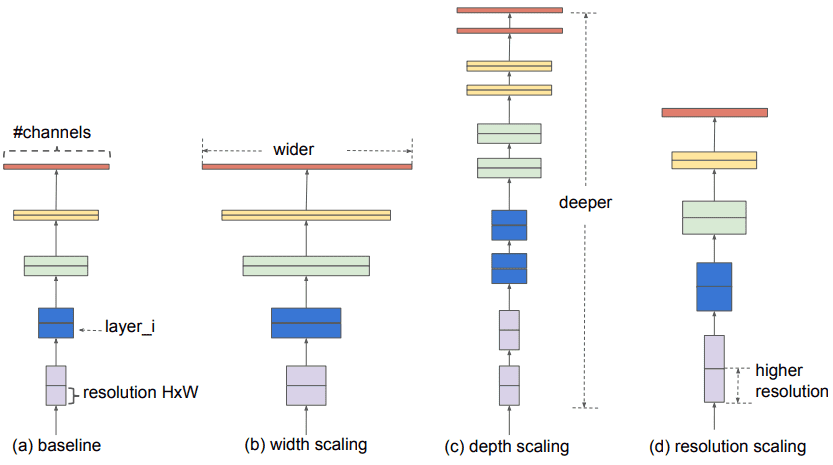 #channels
layer_i
resolution HxW
(a) baseline
wider
(b) width scaling
deeper
(c) depth scaling
higher
resolution
(d) resolution scaling